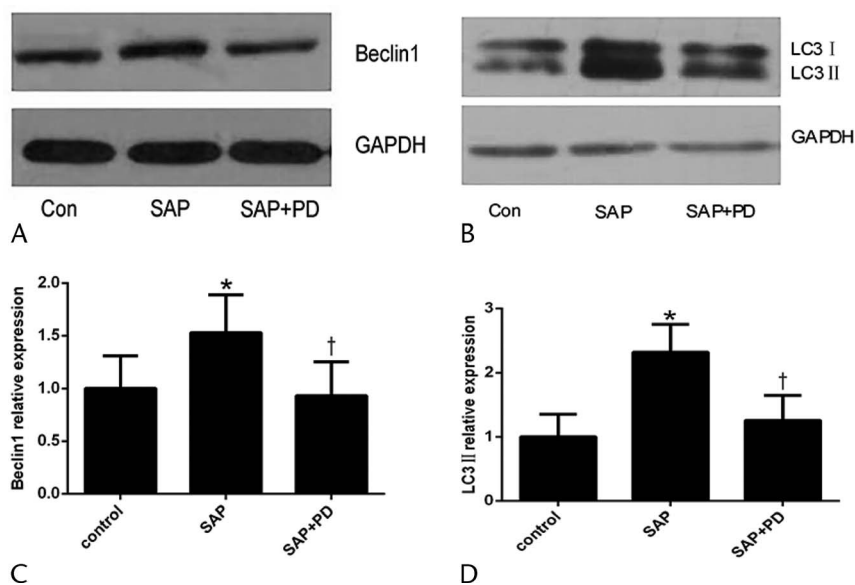 Beclin1
GAPDH
Con SAP SAP+PD
A
LC3 Ⅰ
LC3 Ⅱ
GAPDH
Con SAP SAP+PD
B
Beclin1 relative expression
2.0
1.5
1.0
0.5
0.0
*
†
control SAP SAP+PD
C
LC3Ⅱ relative expression
3
2
1
0
*
†
control SAP SAP+PD
D